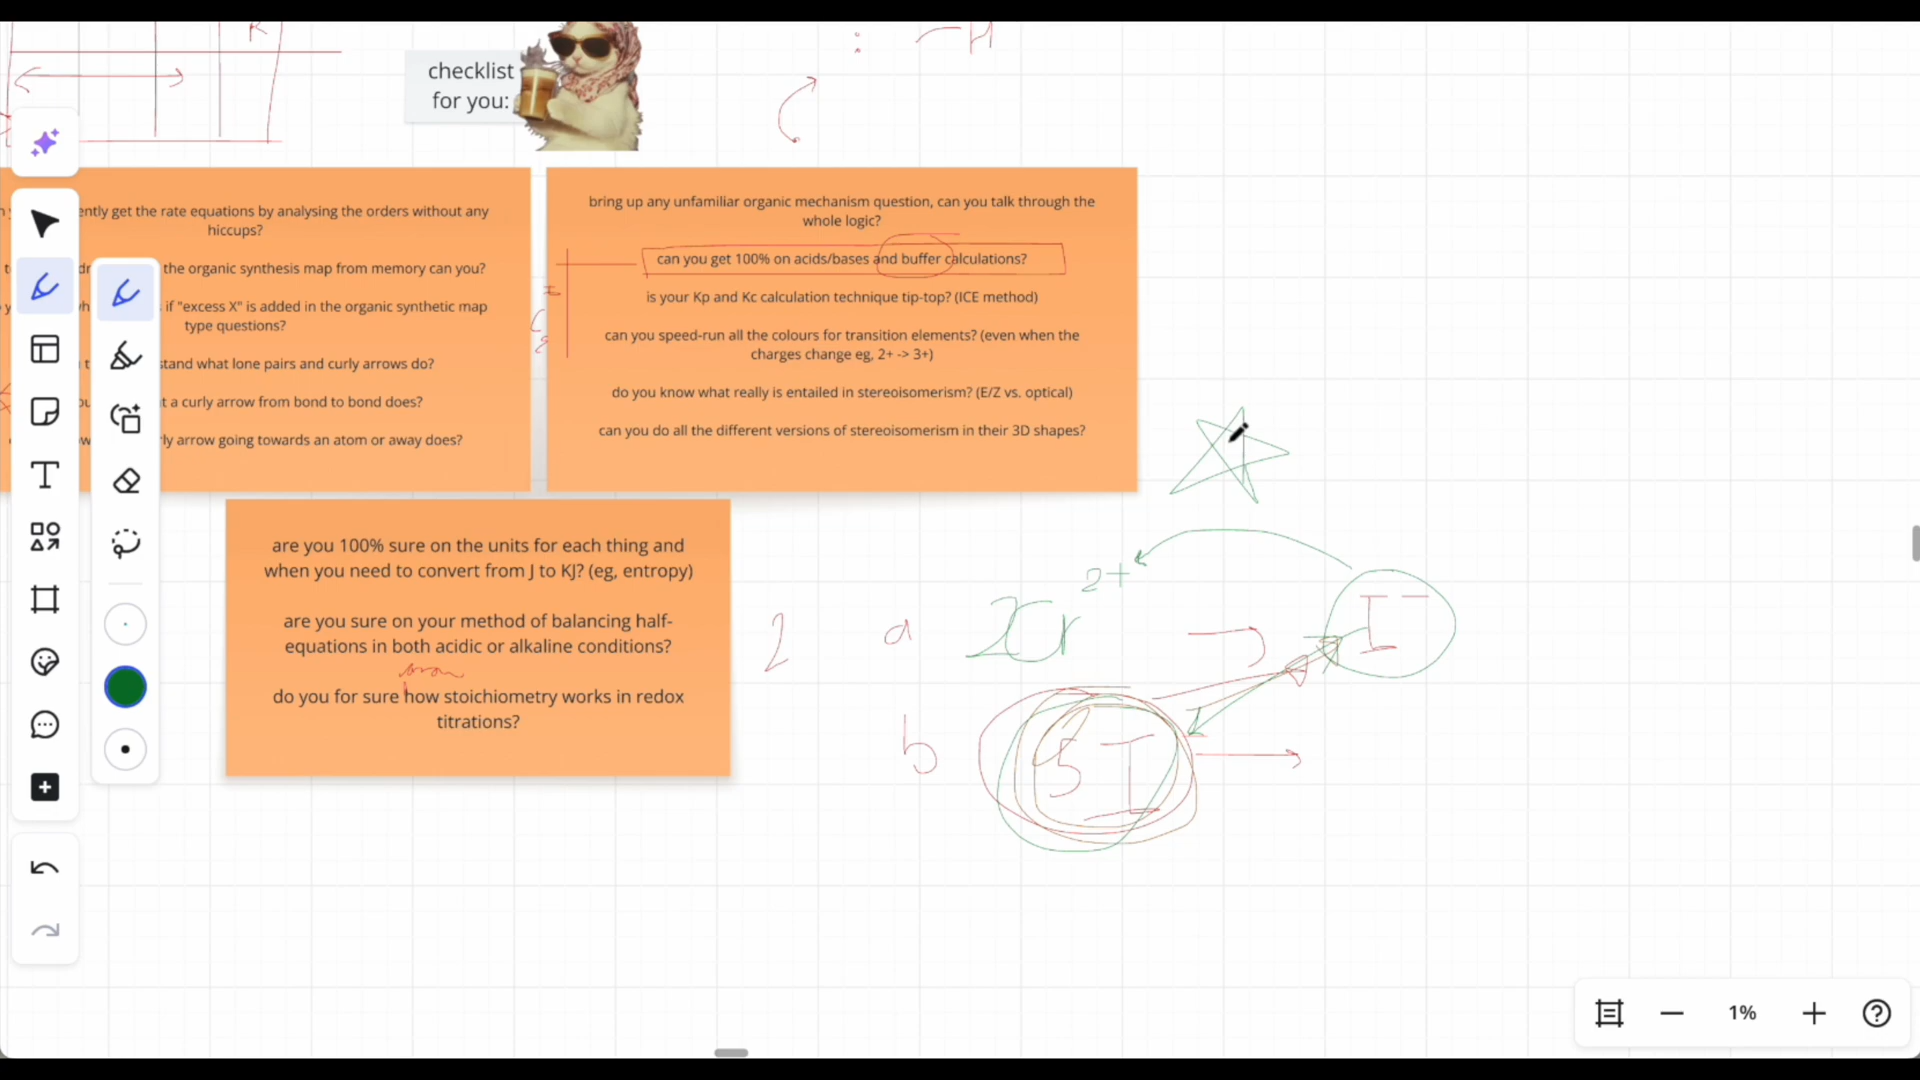 R
: -H
checklist
for you:
ently get the rate equations by analysing the orders without any
hiccups?
the organic synthesis map from memory can you?
if "excess X" is added in the organic synthetic map
type questions?
stand what lone pairs and curly arrows do?
t a curly arrow from bond to bond does?
rly arrow going towards an atom or away does?
bring up any unfamiliar organic mechanism question, can you talk through the
whole logic?
can you get 100% on acids/bases and buffer calculations?
is your Kp and Kc calculation technique tip-top? (ICE method)
can you speed-run all the colours for transition elements? (even when the
charges change eg, 2+ -> 3+)
do you know what really is entailed in stereoisomerism? (E/Z vs. optical)
can you do all the different versions of stereoisomerism in their 3D shapes?
I
C
are you 100% sure on the units for each thing and
when you need to convert from J to KJ? (eg, entropy)
are you sure on your method of balancing half-
equations in both acidic or alkaline conditions?
do you for sure how stoichiometry works in redox
titrations?
2 a 2Cr 2+ I -
b 5 I
T
1%